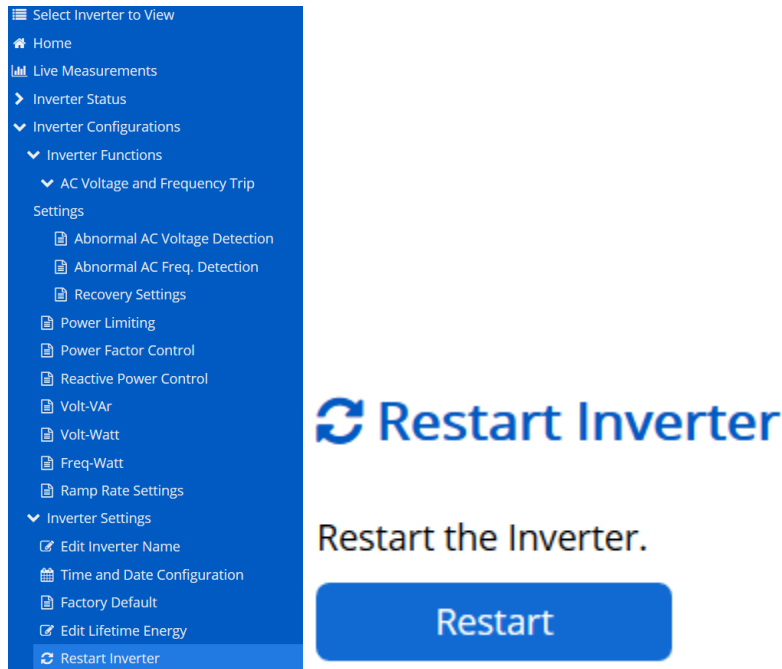 Select Inverter to View
Home
Live Measurements
Inverter Status
Inverter Configurations
Inverter Functions
AC Voltage and Frequency Trip
Settings
Abnormal AC Voltage Detection
Abnormal AC Freq. Detection
Recovery Settings
Power Limiting
Power Factor Control
Reactive Power Control
Volt-VAr
Volt-Watt
Freq-Watt
Ramp Rate Settings
Inverter Settings
Edit Inverter Name
Time and Date Configuration
Factory Default
Edit Lifetime Energy
Restart Inverter
Restart Inverter
Restart the Inverter.
Restart